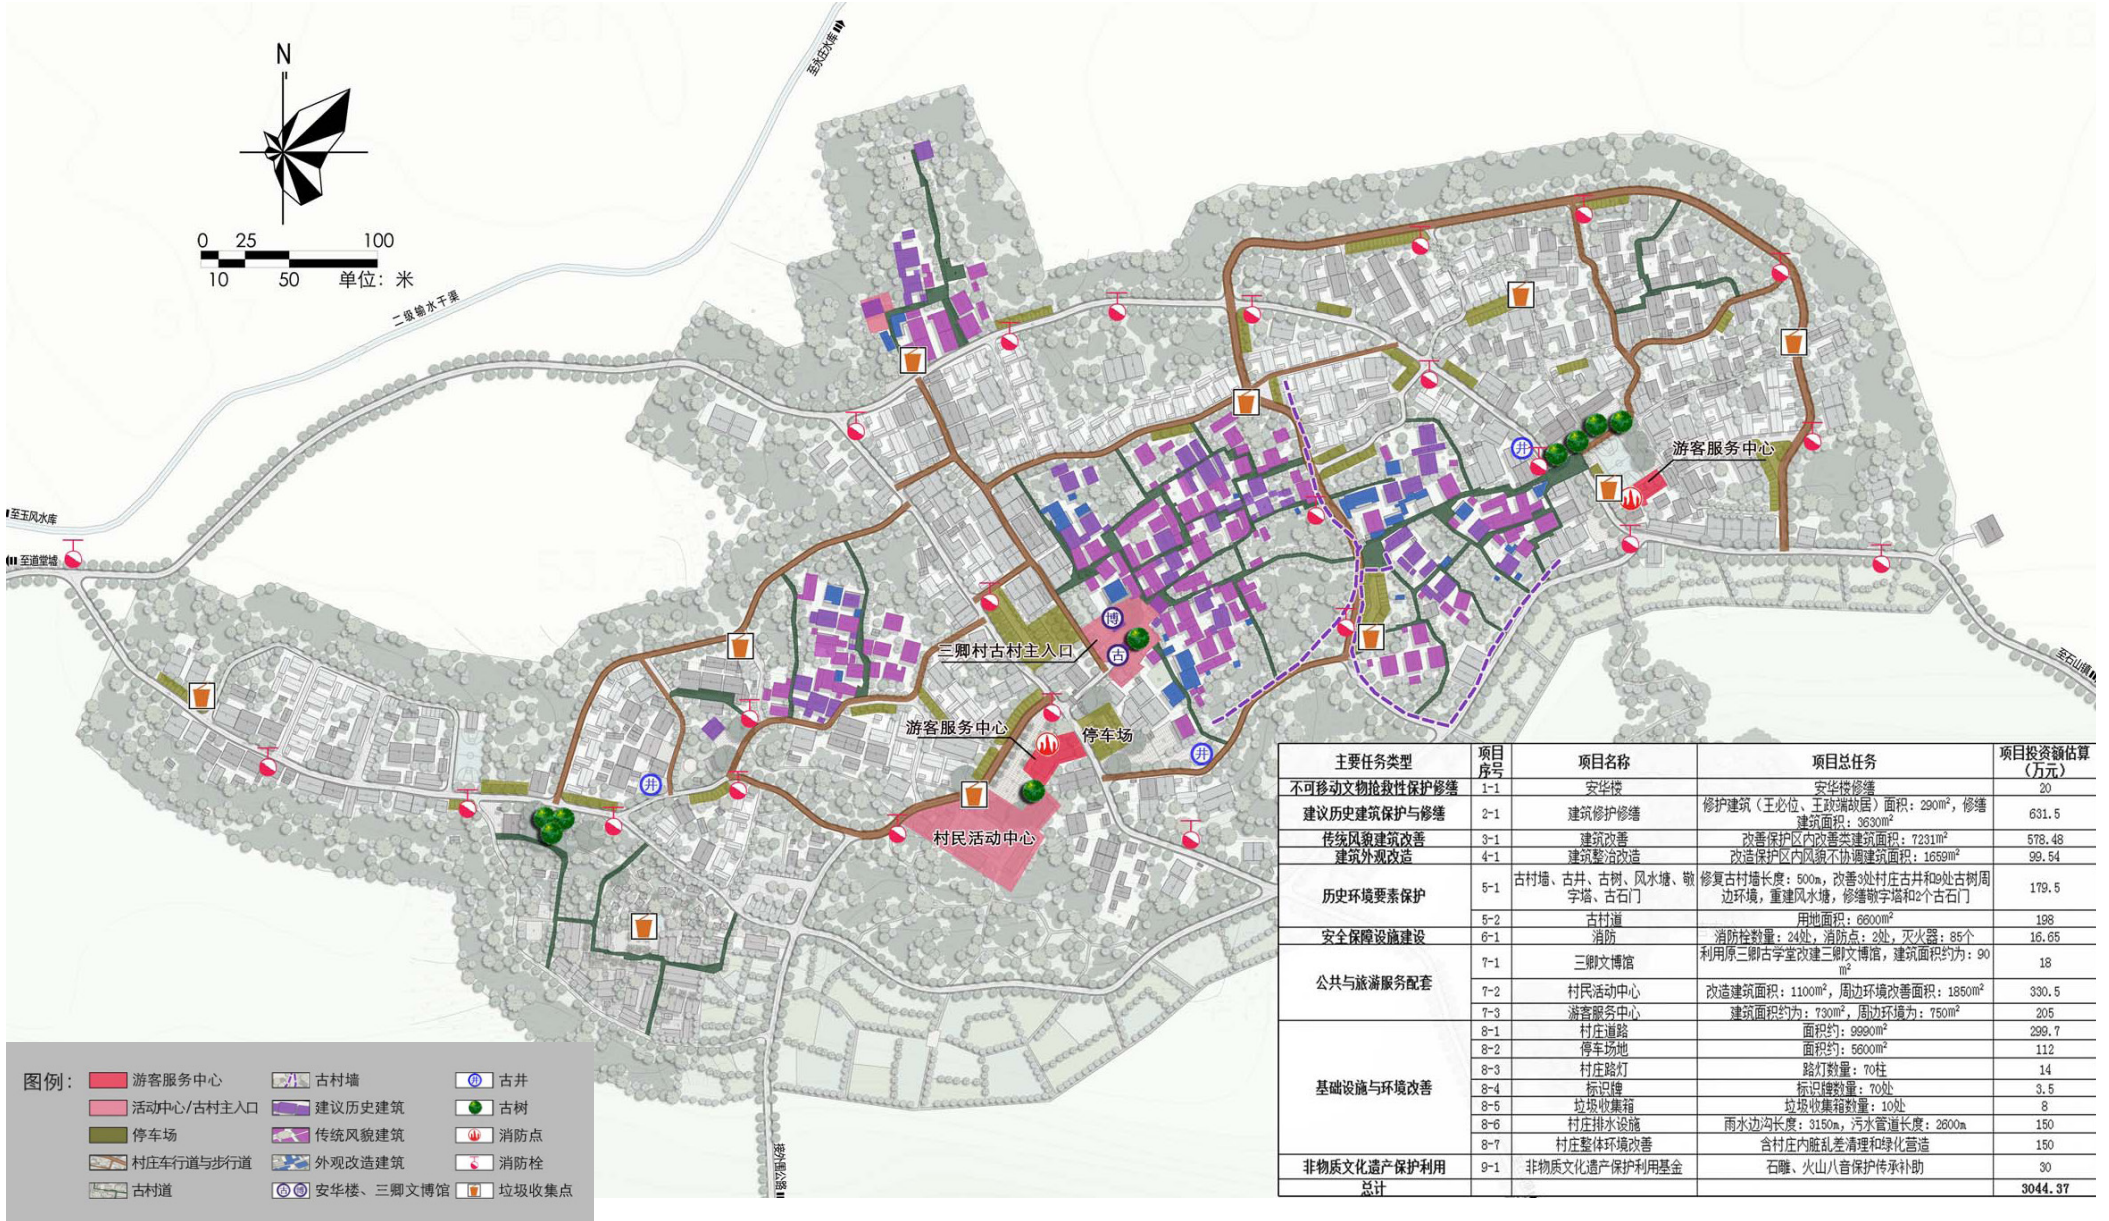 至永庄水库
N
0 25 100
10 50 单位：米
二级输水干渠
至玉风水库
至道堂墟
井
游客服务中心
博
三卿村古村主入口
古
游客服务中心
停车场
井
井
村民活动中心
至石山镇
接外围公路
主要任务类型 项目序号 项目名称 项目总任务 项目投资额估算（万元）
不可移动文物抢救性保护修缮 1-1 安华楼 安华楼修缮 20
建议历史建筑保护与修缮 2-1 建筑修护修缮 修护建筑（王必位、王政端故居）面积：290m²，修缮建筑面积：3630m² 631.5
传统风貌建筑改善 3-1 建筑改善 改善保护区内改善类建筑面积：7231m² 578.48
建筑外观改造 4-1 建筑整治改造 改造保护区内风貌不协调建筑面积：1659m² 99.54
历史环境要素保护 5-1 古村墙、古井、古树、风水塘、敬字塔、古石门 修复古村墙长度：500m，改善3处村庄古井和9处古树周边环境，重建风水塘，修缮敬字塔和2个古石门 179.5
5-2 古村道 用地面积：6600m² 198
安全保障设施建设 6-1 消防 消防栓数量：24处，消防点：2处，灭火器：85个 16.65
公共与旅游服务配套 7-1 三卿文博馆 利用原三卿古学堂改建三卿文博馆，建筑面积约为：90m² 18
7-2 村民活动中心 改造建筑面积：1100m²，周边环境改善面积：1850m² 330.5
7-3 游客服务中心 建筑面积约为：730m²，周边环境为：750m² 205
基础设施与环境改善 8-1 村庄道路 面积约：9990m² 299.7
8-2 停车场地 面积约：5600m² 112
8-3 村庄路灯 路灯数量：70柱 14
8-4 标识牌 标识牌数量：70处 3.5
8-5 垃圾收集箱 垃圾收集箱数量：10处 8
8-6 村庄排水设施 雨水边沟长度：3150m，污水管道长度：2600m 150
8-7 村庄整体环境改善 含村庄内脏乱差清理和绿化营造 150
非物质文化遗产保护利用 9-1 非物质文化遗产保护利用基金 石雕、火山八音保护传承补助 30
总计 3044.37
图例：
游客服务中心 古村墙 井 古井
活动中心/古村主入口 建议历史建筑 古树
停车场 传统风貌建筑 消防点
村庄车行道与步行道 外观改造建筑 消防栓
古村道 古 博 安华楼、三卿文博馆 垃圾收集点